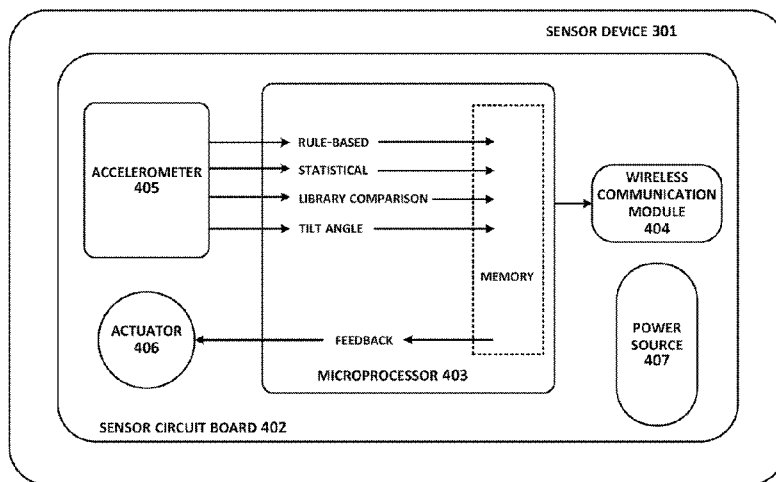 SENSOR DEVICE 301
ACCELEROMETER
405
RULE-BASED
STATISTICAL
LIBRARY COMPARISON
TILT ANGLE
MEMORY
WIRELESS
COMMUNICATION
MODULE
404
ACTUATOR
406
FEEDBACK
POWER
SOURCE
407
MICROPROCESSOR 403
SENSOR CIRCUIT BOARD 402